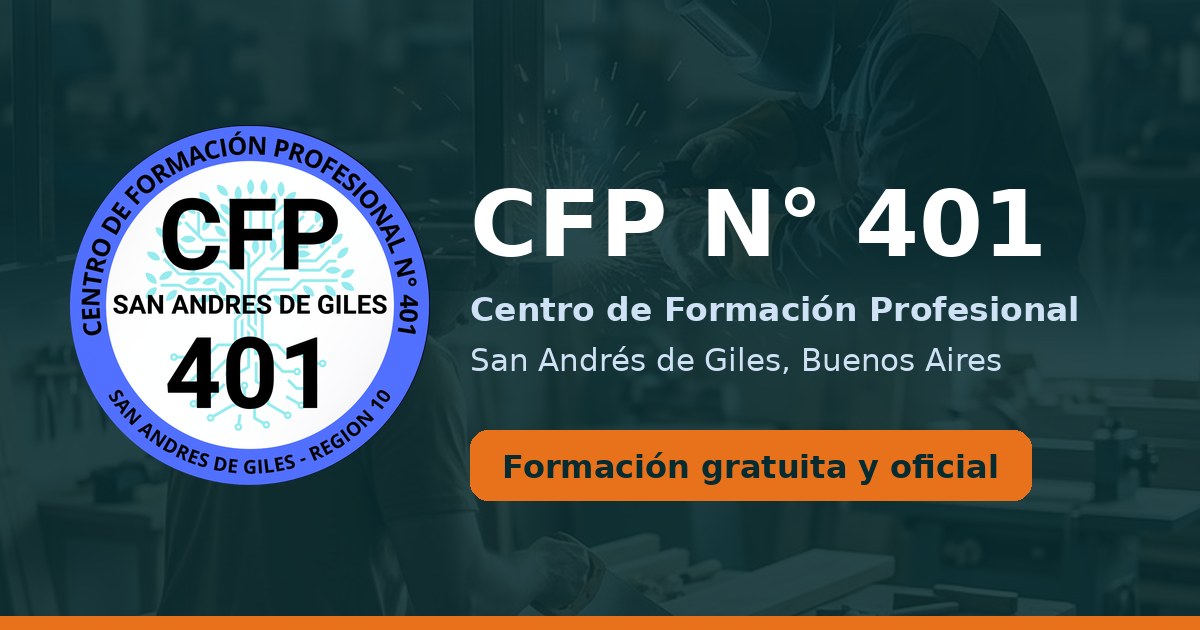 CENTRO DE FORMACIÓN PROFESIONAL N° 401
CFP
SAN ANDRES DE GILES
401
SAN ANDRES DE GILES - REGION 10
CFP N° 401
Centro de Formación Profesional
San Andrés de Giles, Buenos Aires
Formación gratuita y oficial